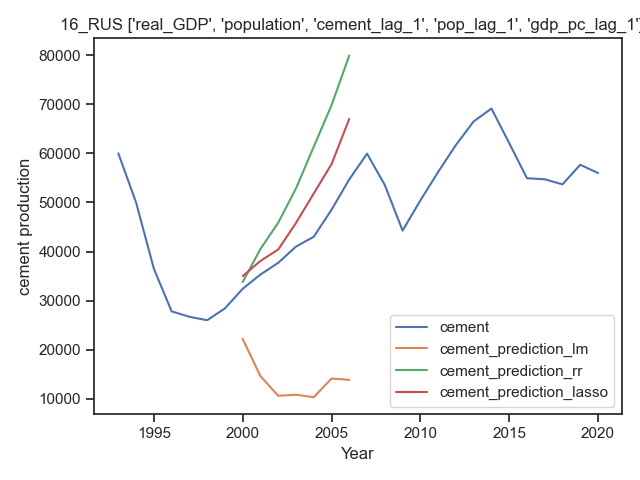 16_RUS ['real_GDP', 'population', 'cement_lag_1', 'pop_lag_1', 'gdp_pc_lag_1']
80000
70000
60000
50000
40000
30000
20000
10000
cement production
cement
cement_prediction_lm
cement_prediction_rr
cement_prediction_lasso
1995
2000
2005
2010
2015
2020
Year